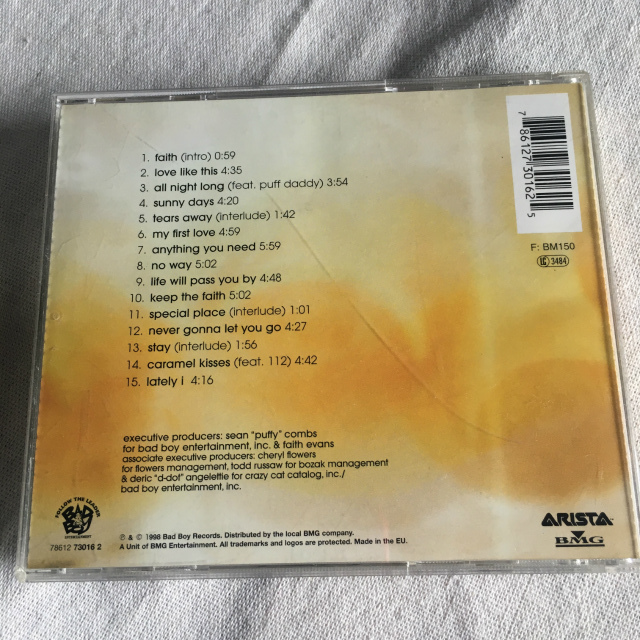 1. faith (intro) 0:59
2. love like this 4:35
3. all night long (feat. puff daddy) 3:54
4. sunny days 4:20
5. tears away (interlude) 1:42
6. my first love 4:59
7. anything you need 5:59
8. no way 5:02
9. life will pass you by 4:48
10. keep the faith 5:02
11. special place (interlude) 1:01
12. never gonna let you go 4:27
13. stay (interlude) 1:56
14. caramel kisses (feat. 112) 4:42
15. lately i 4:16
7 86127 30162 5
F: BM150
LC 3484
executive producers: sean "puffy" combs
for bad boy entertainment, inc. & faith evans
associate executive producers: cheryl flowers
for flowers management, todd russaw for bozak management
& deric "d-dot" angelettie for crazy cat catalog, inc./
bad boy entertainment, inc.
FOLLOW THE LEADER
BAD BOY
ENTERTAINMENT
78612 73016 2
℗ & © 1998 Bad Boy Records. Distributed by the local BMG company.
A Unit of BMG Entertainment. All trademarks and logos are protected. Made in the EU.
ARISTA.
BMG